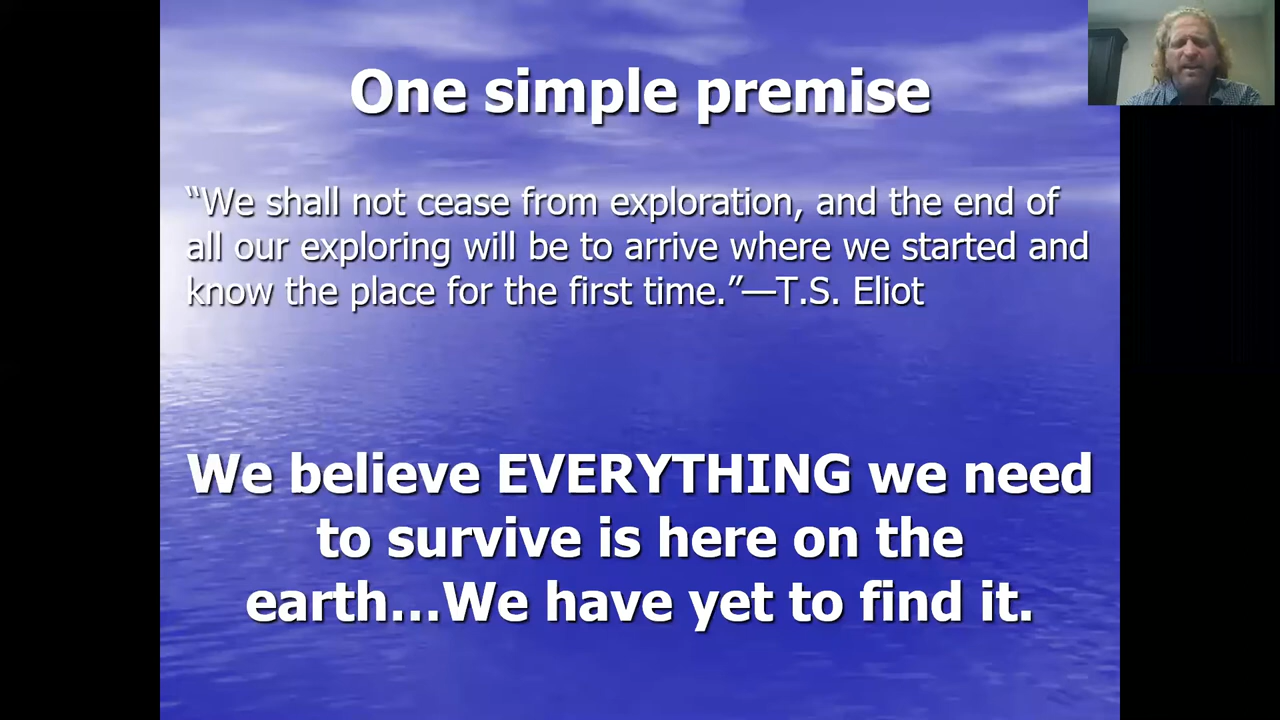 One simple premise
“We shall not cease from exploration, and the end of
all our exploring will be to arrive where we started and
know the place for the first time.”—T.S. Eliot
We believe EVERYTHING we need
to survive is here on the
earth…We have yet to find it.